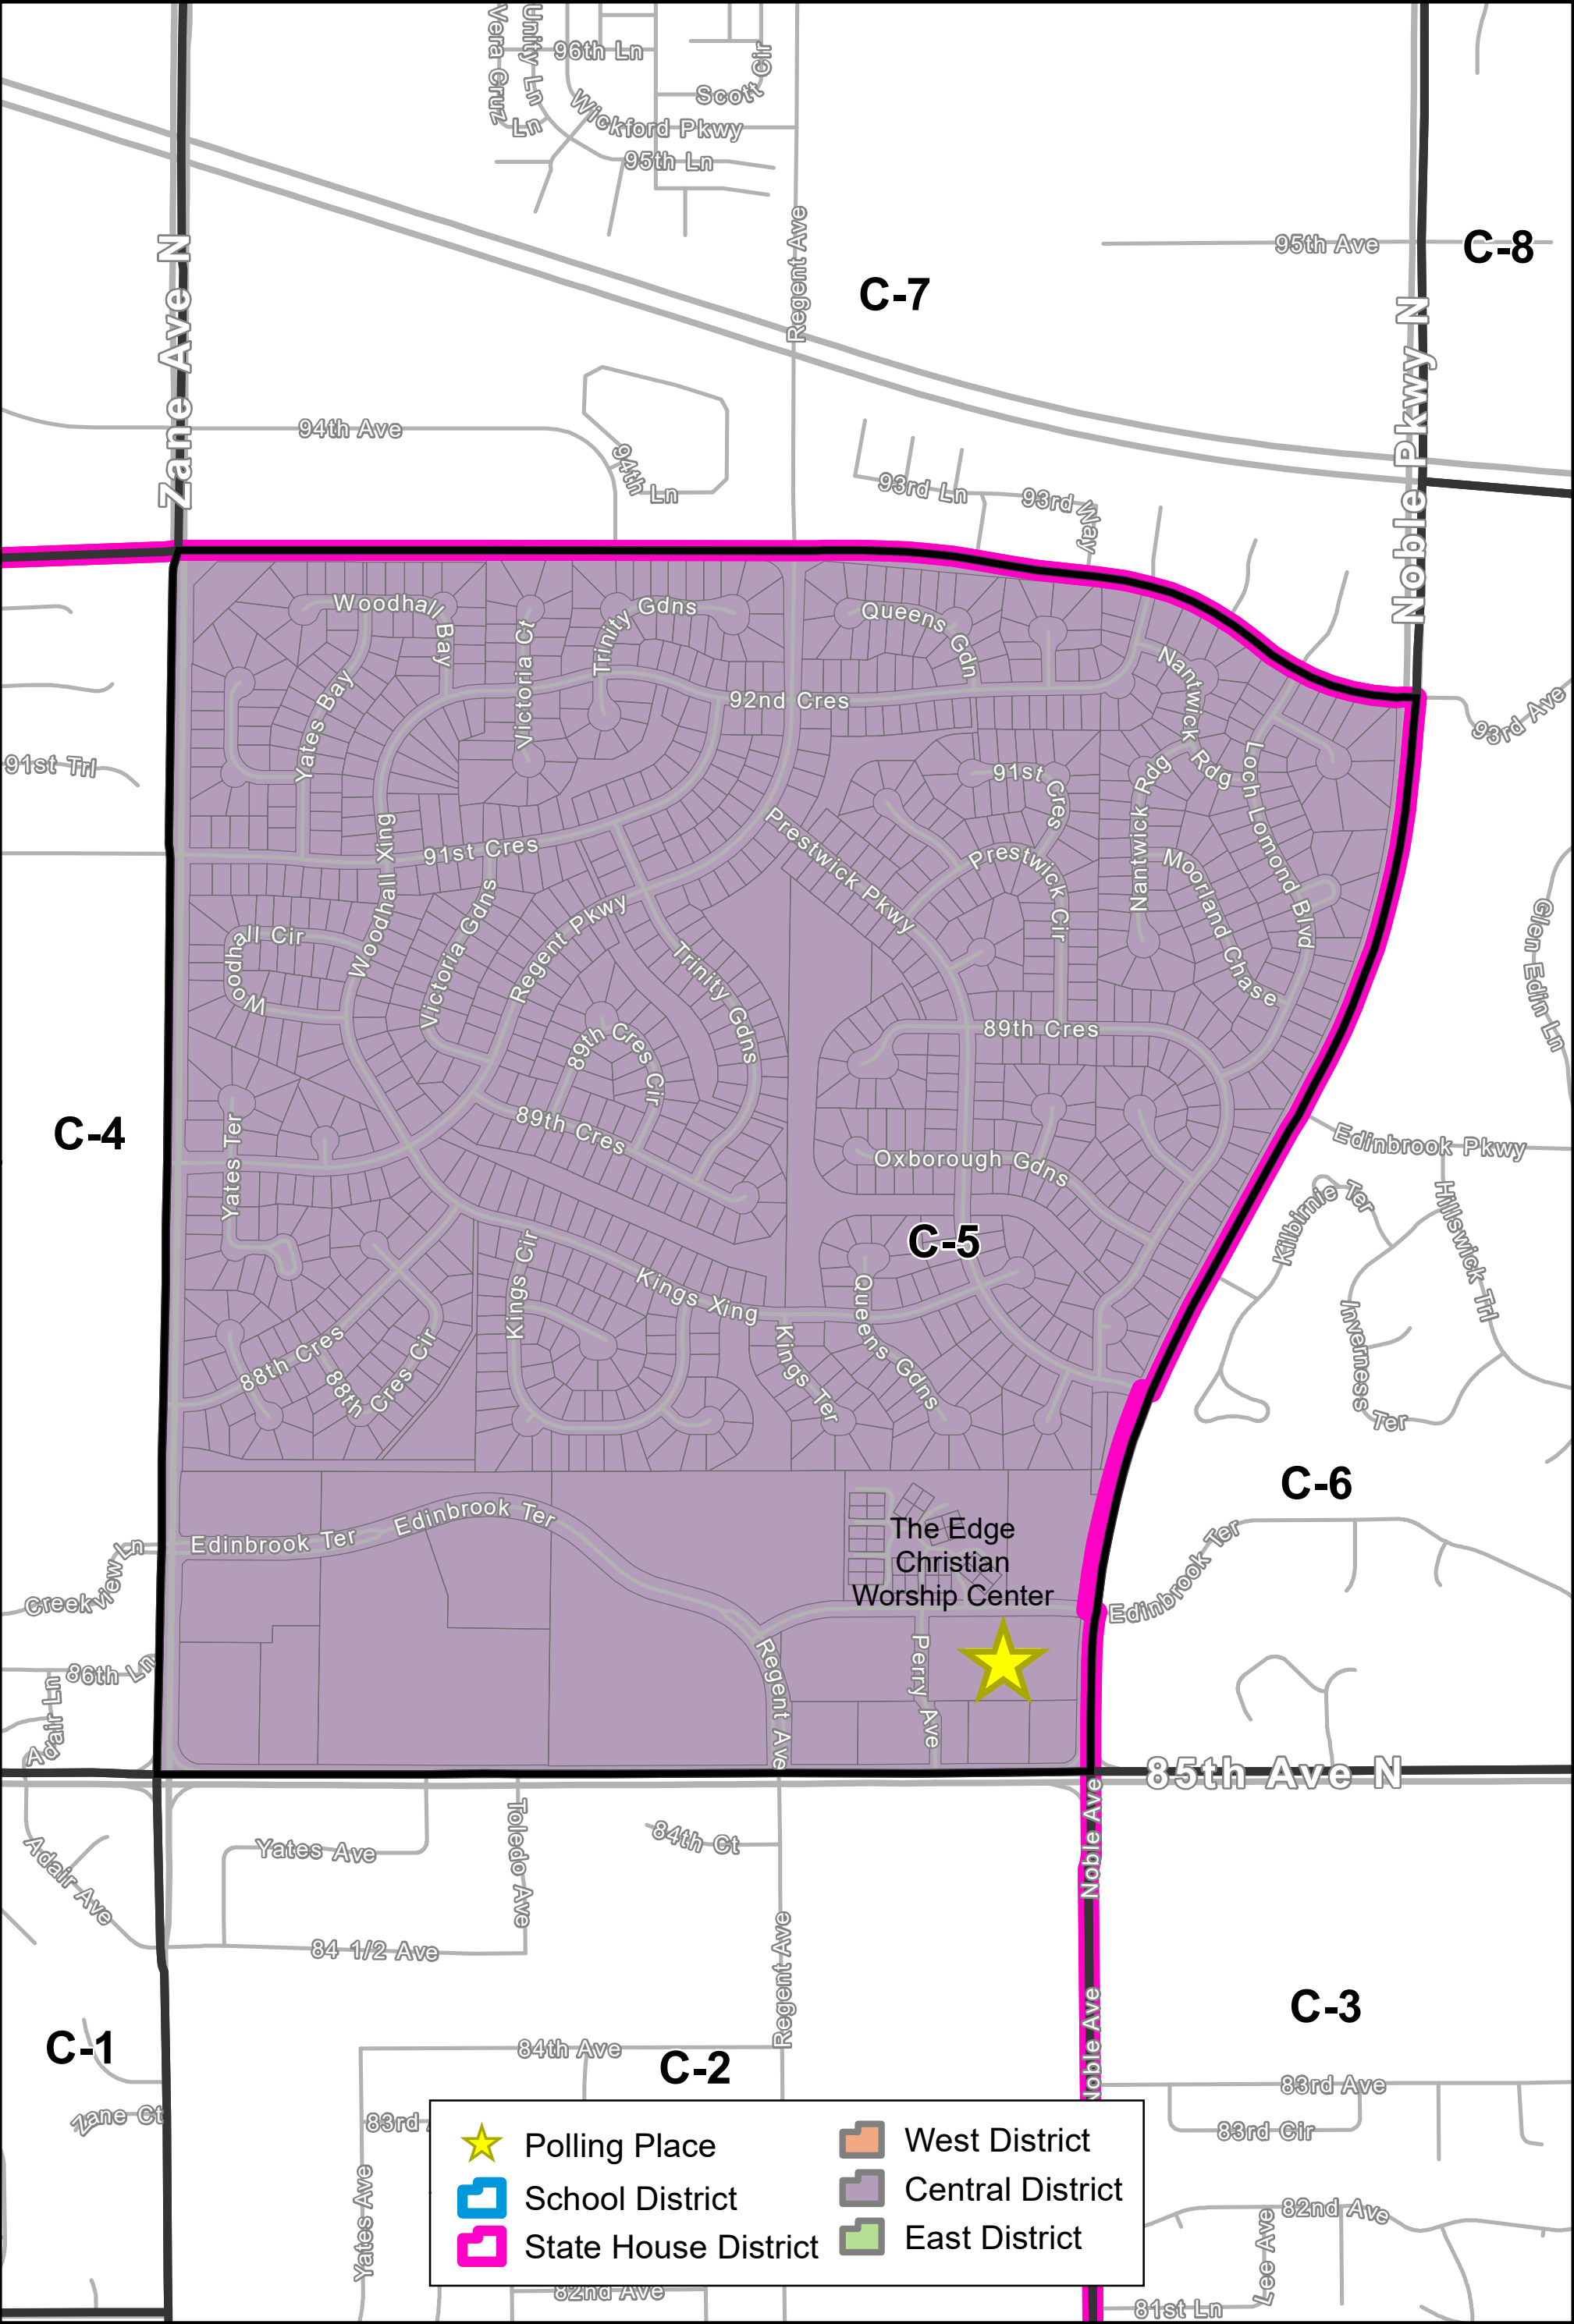 Vera Cruz Ln
Unity Ln
96th Ln
Scott Cir
Wickford Pkwy
95th Ln
Regent Ave
Zane Ave N
C-7
95th Ave
C-8
Noble Pkwy N
94th Ave
94th Ln
93rd Ln
93rd Way
93rd Ave
Woodhall Bay
Victoria Ct
Trinity Gdns
Queens Gdn
Nantwick Rdg
Yates Bay
92nd Cres
91st Trl
91st Cres
Nantwick Rdg
Loch Lomond Blvd
Woodhall Xing
91st Cres
Prestwick Pkwy
Prestwick Cir
Moorland Chase
Glen Edin Ln
Woodhall Cir
Victoria Gdns
Regent Pkwy
Trinity Gdns
89th Cres Cir
89th Cres
89th Cres
C-4
Yates Ter
Oxborough Gdns
Edinbrook Pkwy
Kilbirnie Ter
Hillswick Trl
C-5
Kings Cir
Kings Xing
Queens Gdns
Kings Ter
Inverness Ter
88th Cres
88th Cres Cir
C-6
Edinbrook Ter
Edinbrook Ter
The Edge
Christian
Worship Center
Edinbrook Ter
Creekview Ln
86th Ln
Adair Ln
Ad
Regent Ave
Perry Ave
85th Ave N
Noble Ave
Yates Ave
Toledo Ave
84th Ct
Adair Ave
84 1/2 Ave
Regent Ave
Noble Ave
C-1
C-2
C-3
84th Ave
Zane Ct
83rd
83rd Ave
83rd Cir
Yates Ave
82nd Ave
82nd Ave
Lee Ave
81st Ln
Polling Place
School District
State House District
West District
Central District
East District